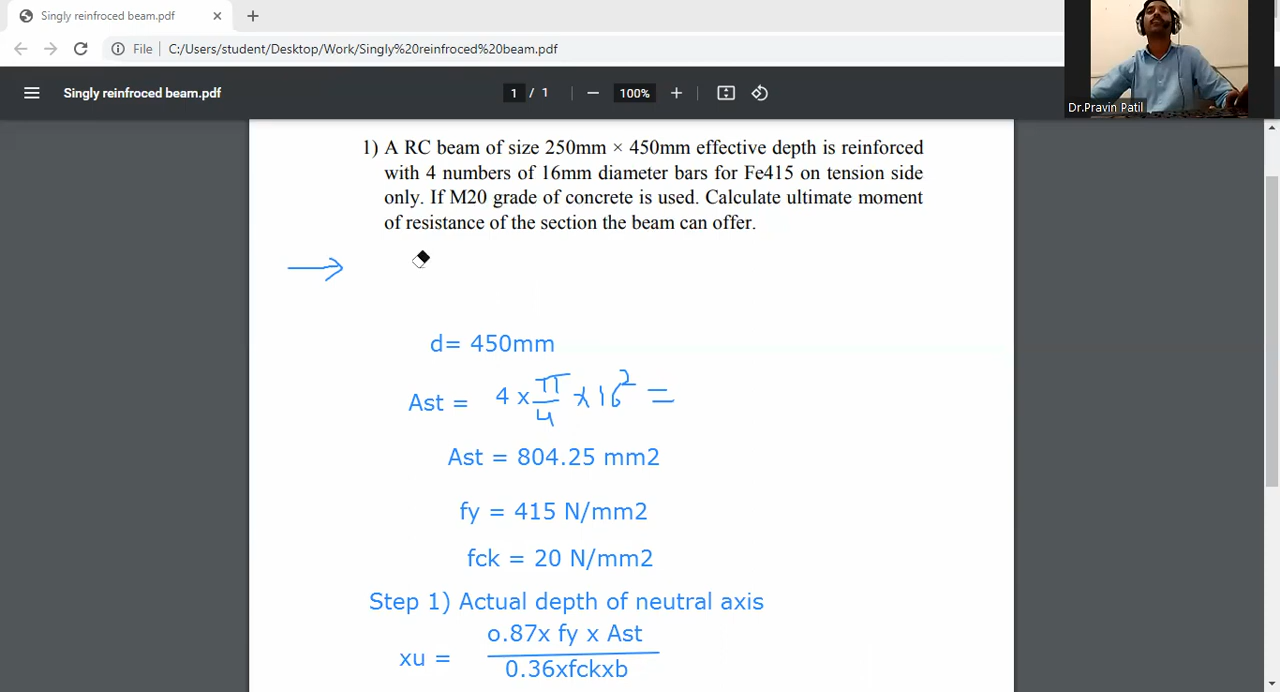 Singly reinfroced beam.pdf
File
C:/Users/student/Desktop/Work/Singly%20reinfroced%20beam.pdf
Singly reinfroced beam.pdf
1 / 1
100%
Dr.Pravin Patil
1) A RC beam of size 250mm × 450mm effective depth is reinforced
with 4 numbers of 16mm diameter bars for Fe415 on tension side
only. If M20 grade of concrete is used. Calculate ultimate moment
of resistance of the section the beam can offer.
d= 450mm
Ast = 4 x π/4 x 16² =
Ast = 804.25 mm2
fy = 415 N/mm2
fck = 20 N/mm2
Step 1) Actual depth of neutral axis
o.87x fy x Ast
xu =
0.36xfckxb